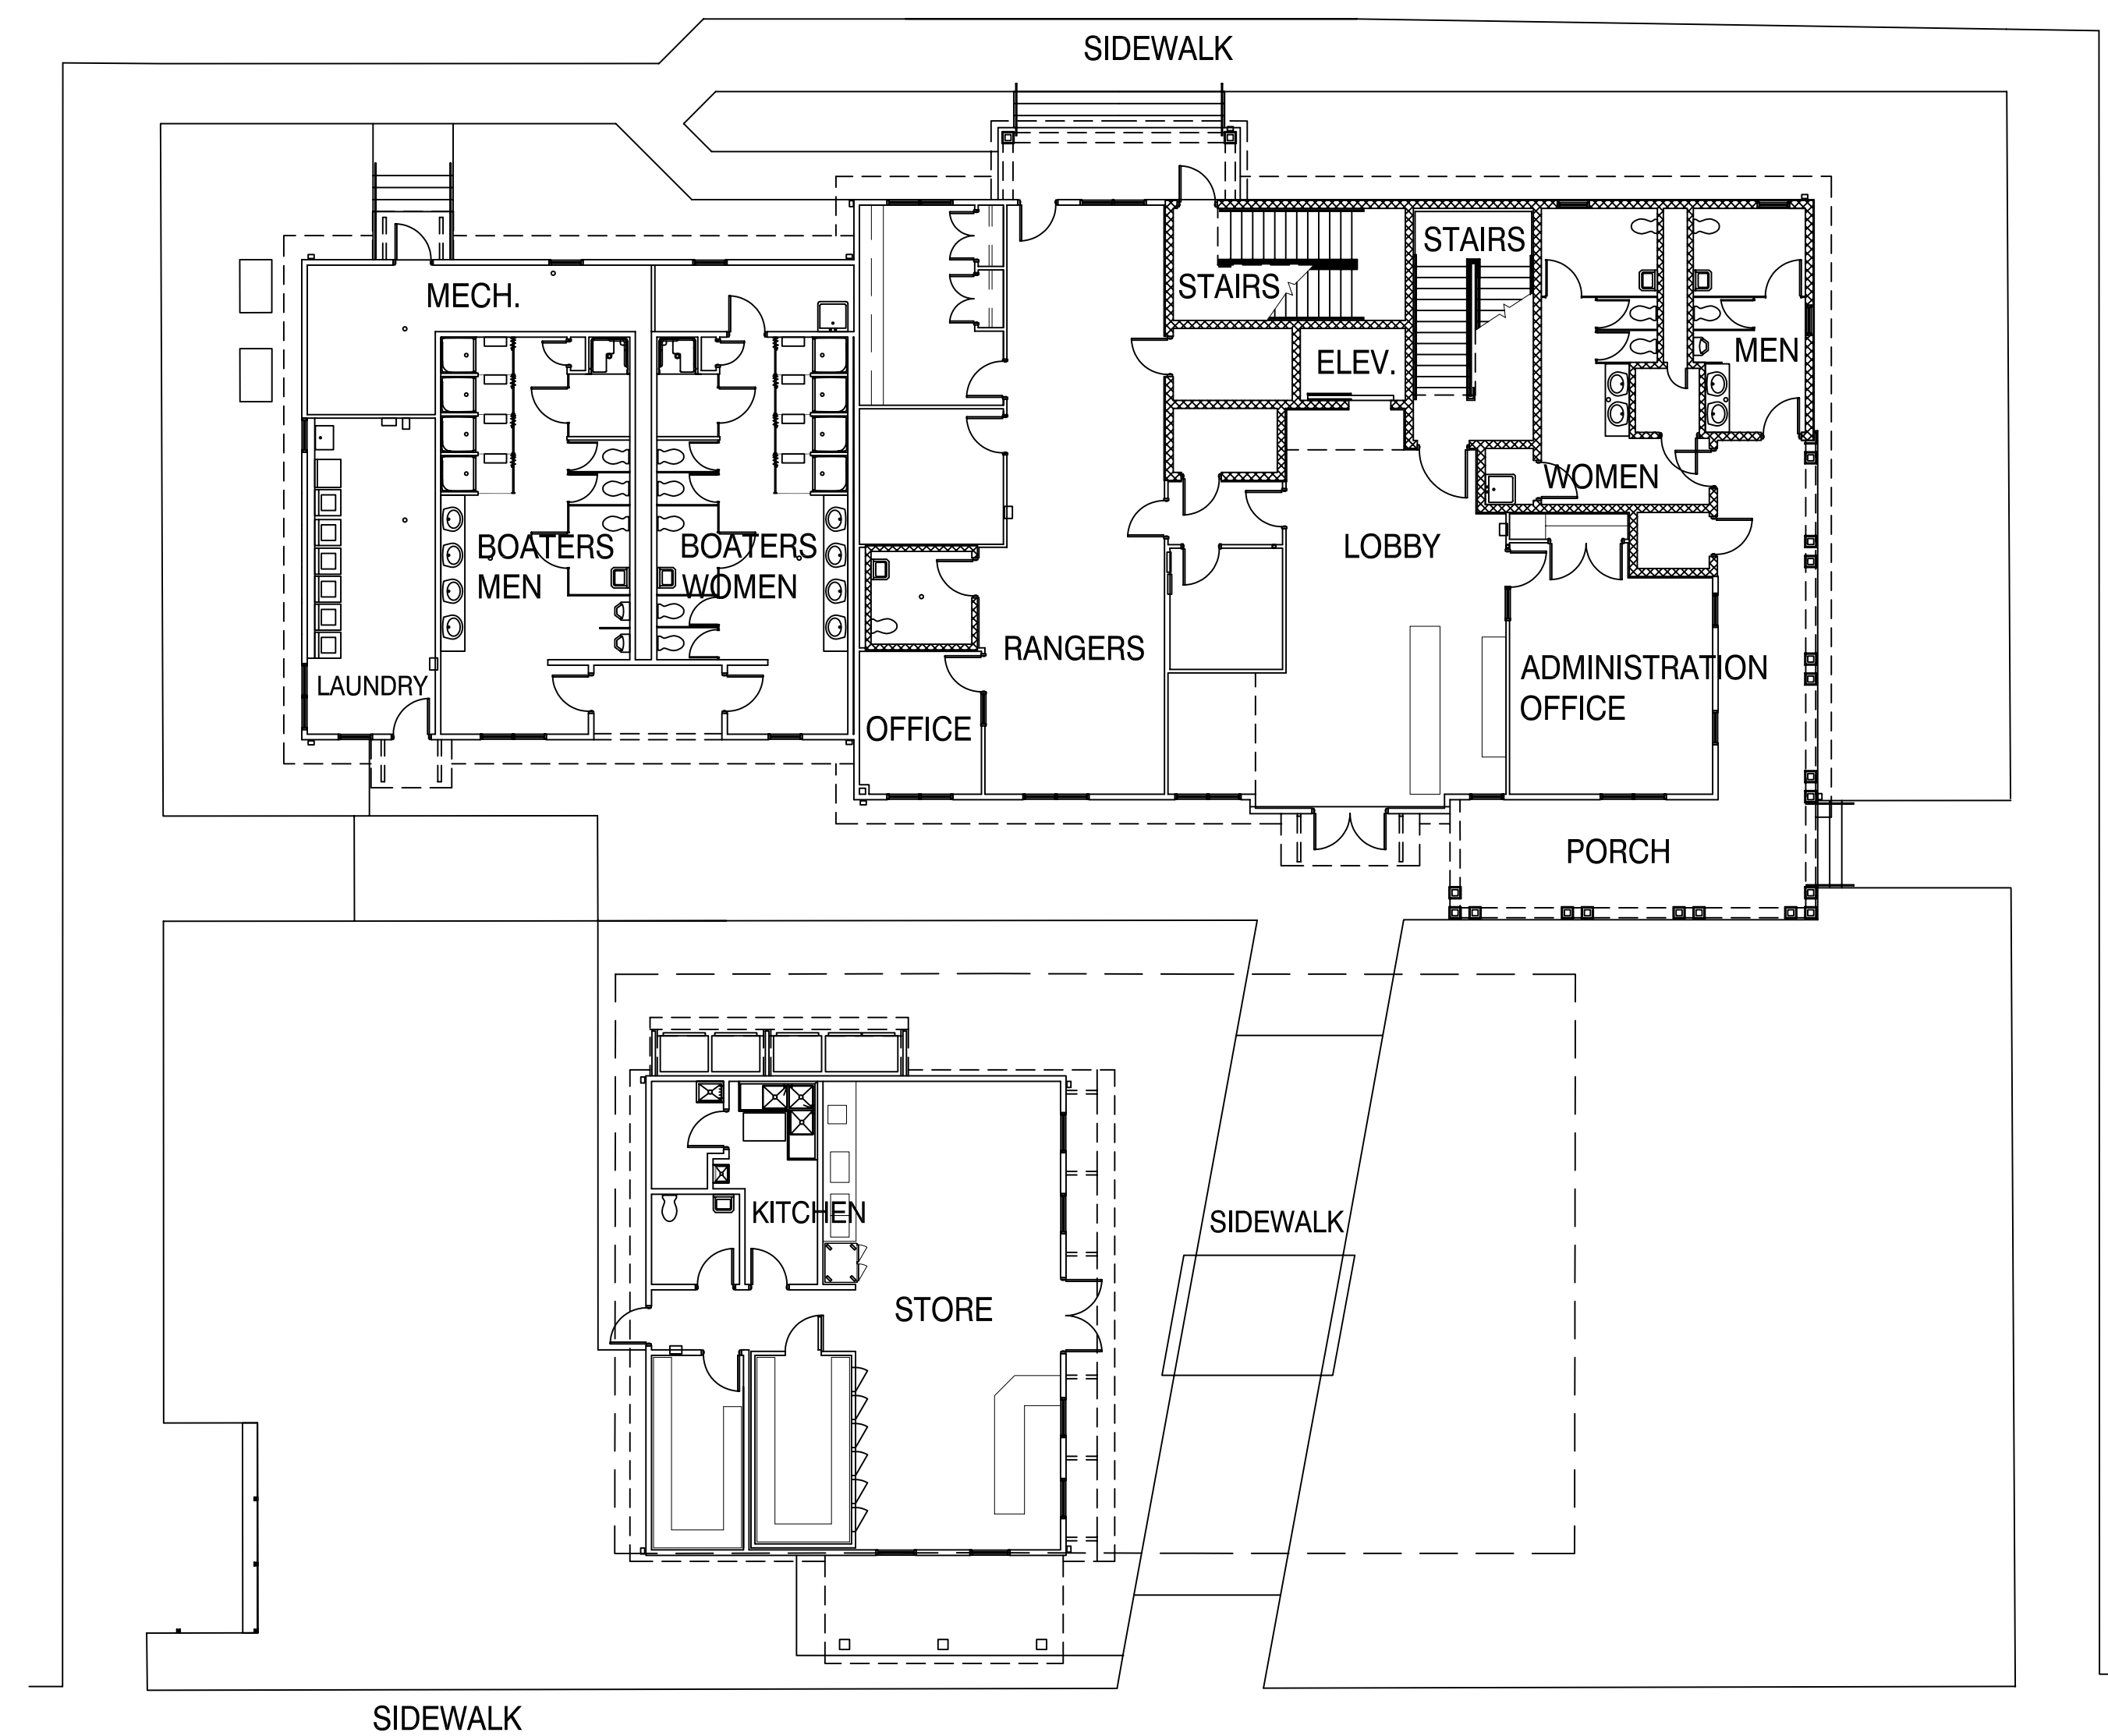 SIDEWALK
STAIRS
STAIRS
MECH.
MEN
ELEV.
WOMEN
BOATERS
MEN
BOATERS
WOMEN
LOBBY
RANGERS
ADMINISTRATION
OFFICE
LAUNDRY
OFFICE
PORCH
KITCHEN
SIDEWALK
STORE
SIDEWALK